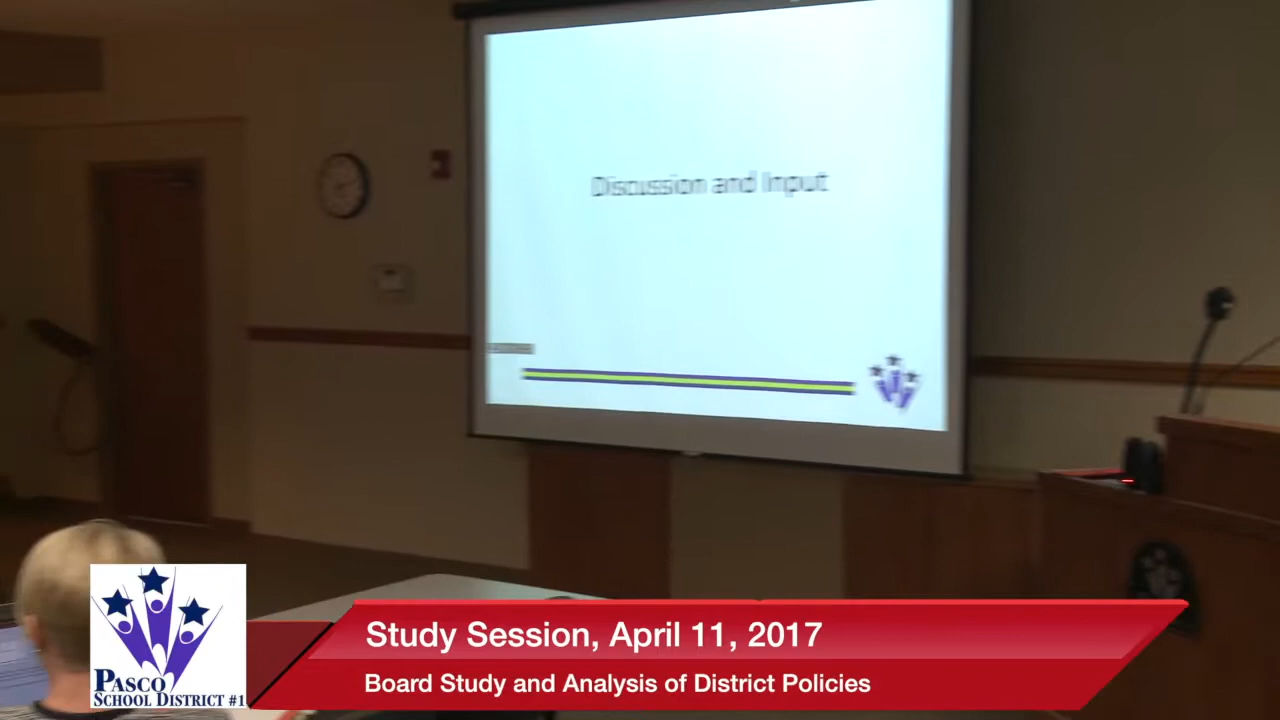 Discussion and Input
Study Session, April 11, 2017
Board Study and Analysis of District Policies
PASCO
SCHOOL DISTRICT #1